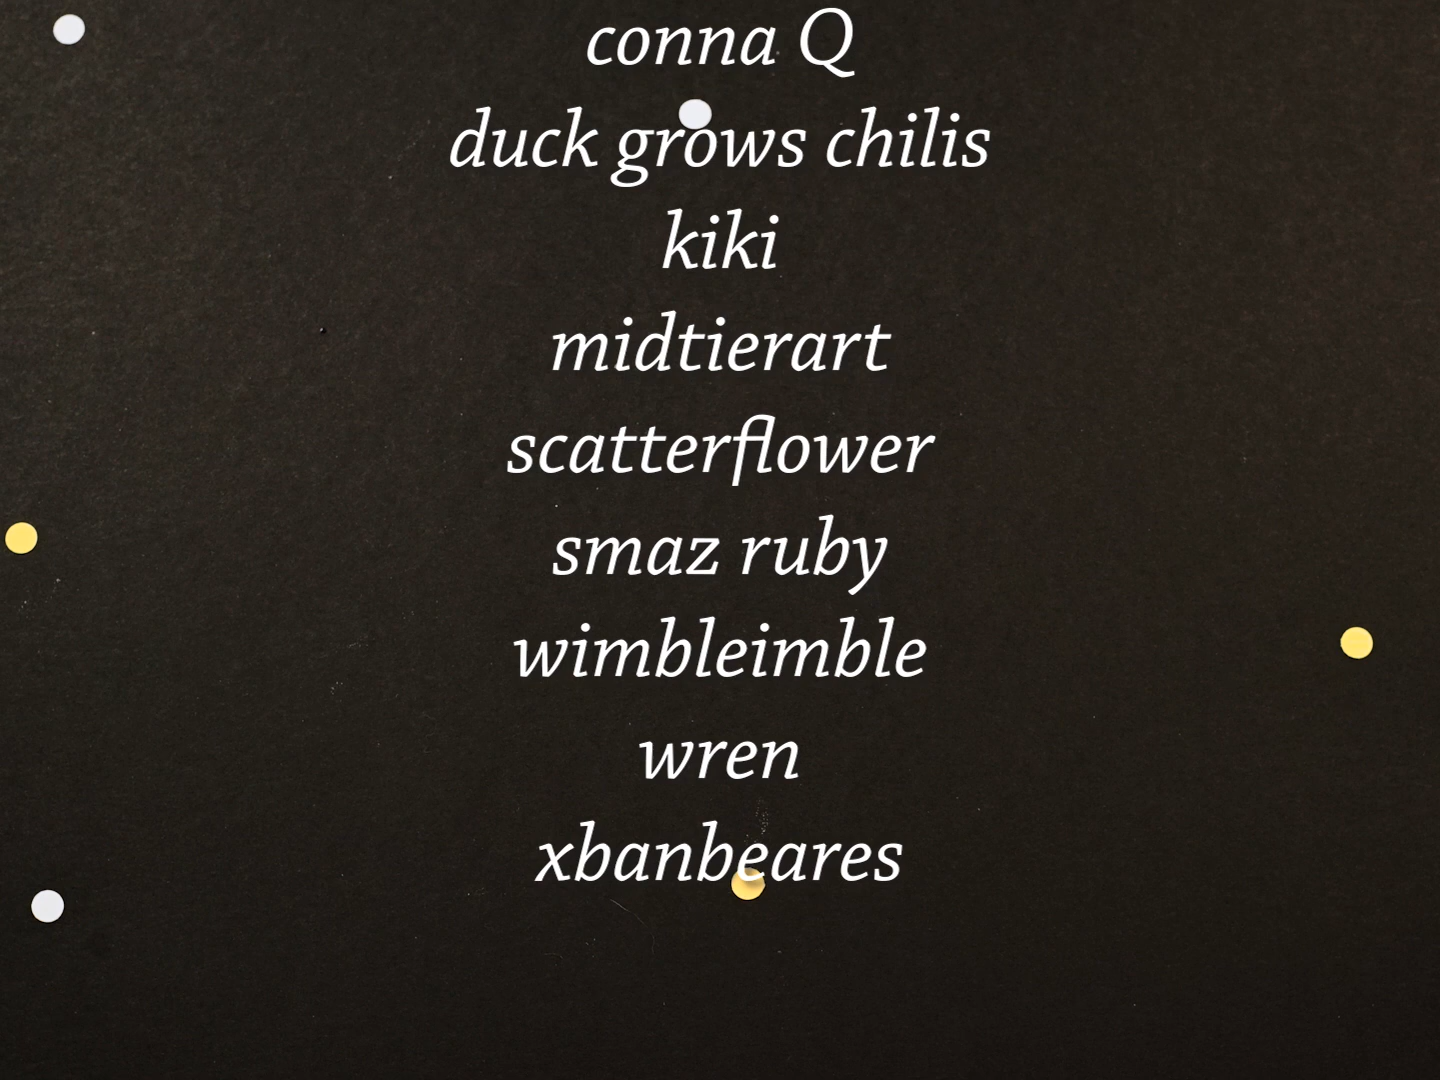 conna Q
duck grows chilis
kiki
midtierart
scatterflower
smaz ruby
wimbleimble
wren
xbanbeares